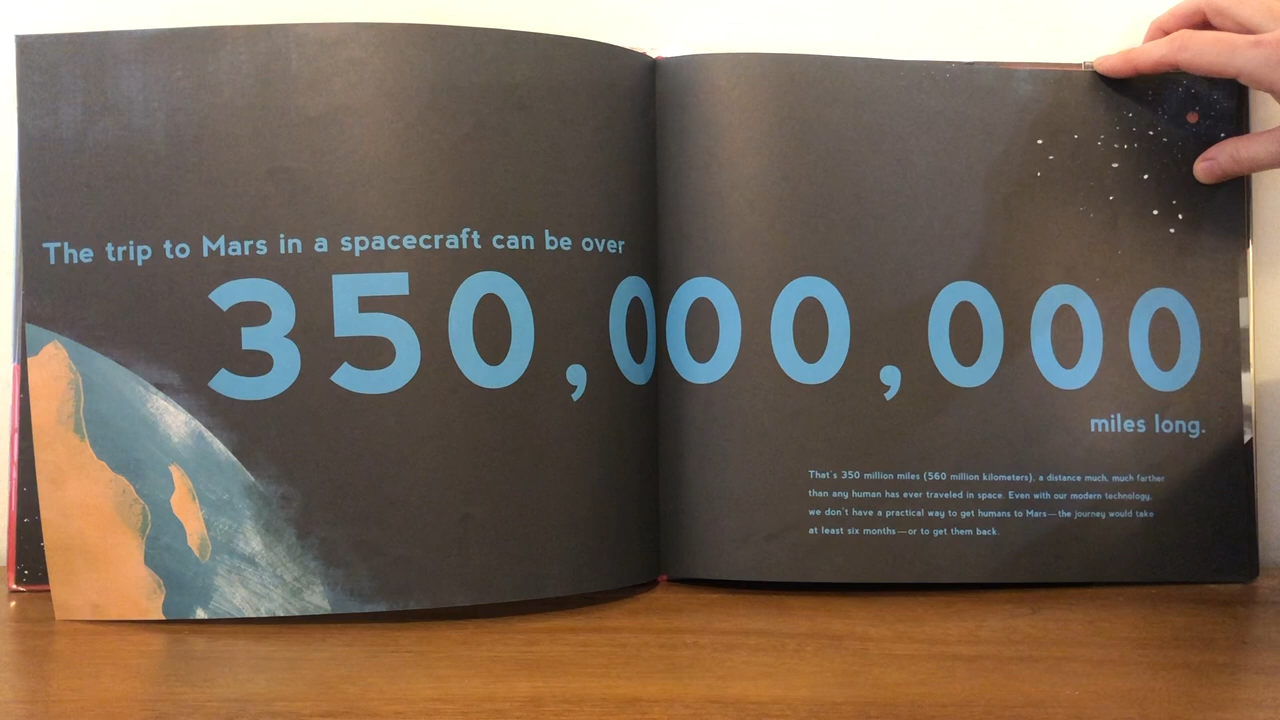 The trip to Mars in a spacecraft can be over
350,000,000
miles long.
That's 350 million miles (560 million kilometers), a distance much, much farther
than any human has ever traveled in space. Even with our modern technology,
we don't have a practical way to get humans to Mars—the journey would take
at least six months—or to get them back.